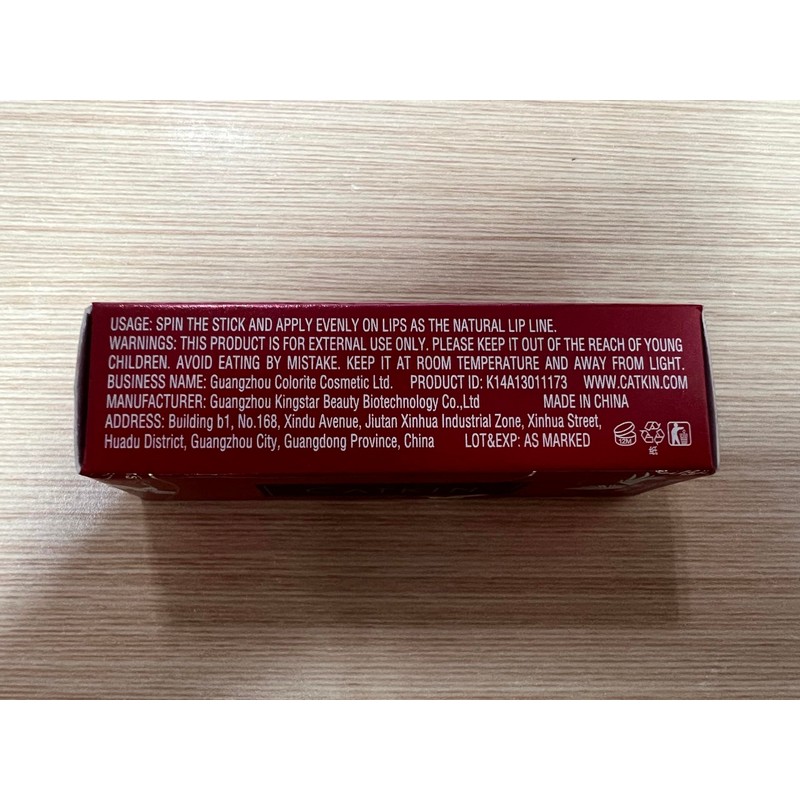 USAGE: SPIN THE STICK AND APPLY EVENLY ON LIPS AS THE NATURAL LIP LINE.
WARNINGS: THIS PRODUCT IS FOR EXTERNAL USE ONLY. PLEASE KEEP IT OUT OF THE REACH OF YOUNG
CHILDREN. AVOID EATING BY MISTAKE. KEEP IT AT ROOM TEMPERATURE AND AWAY FROM LIGHT.
BUSINESS NAME: Guangzhou Colorite Cosmetic Ltd. PRODUCT ID: K14A13011173 WWW.CATKIN.COM
MANUFACTURER: Guangzhou Kingstar Beauty Biotechnology Co.,Ltd MADE IN CHINA
ADDRESS: Building b1, No.168, Xindu Avenue, Jiutan Xinhua Industrial Zone, Xinhua Street,
Huadu District, Guangzhou City, Guangdong Province, China LOT&EXP: AS MARKED
12M
纸
CATKIN